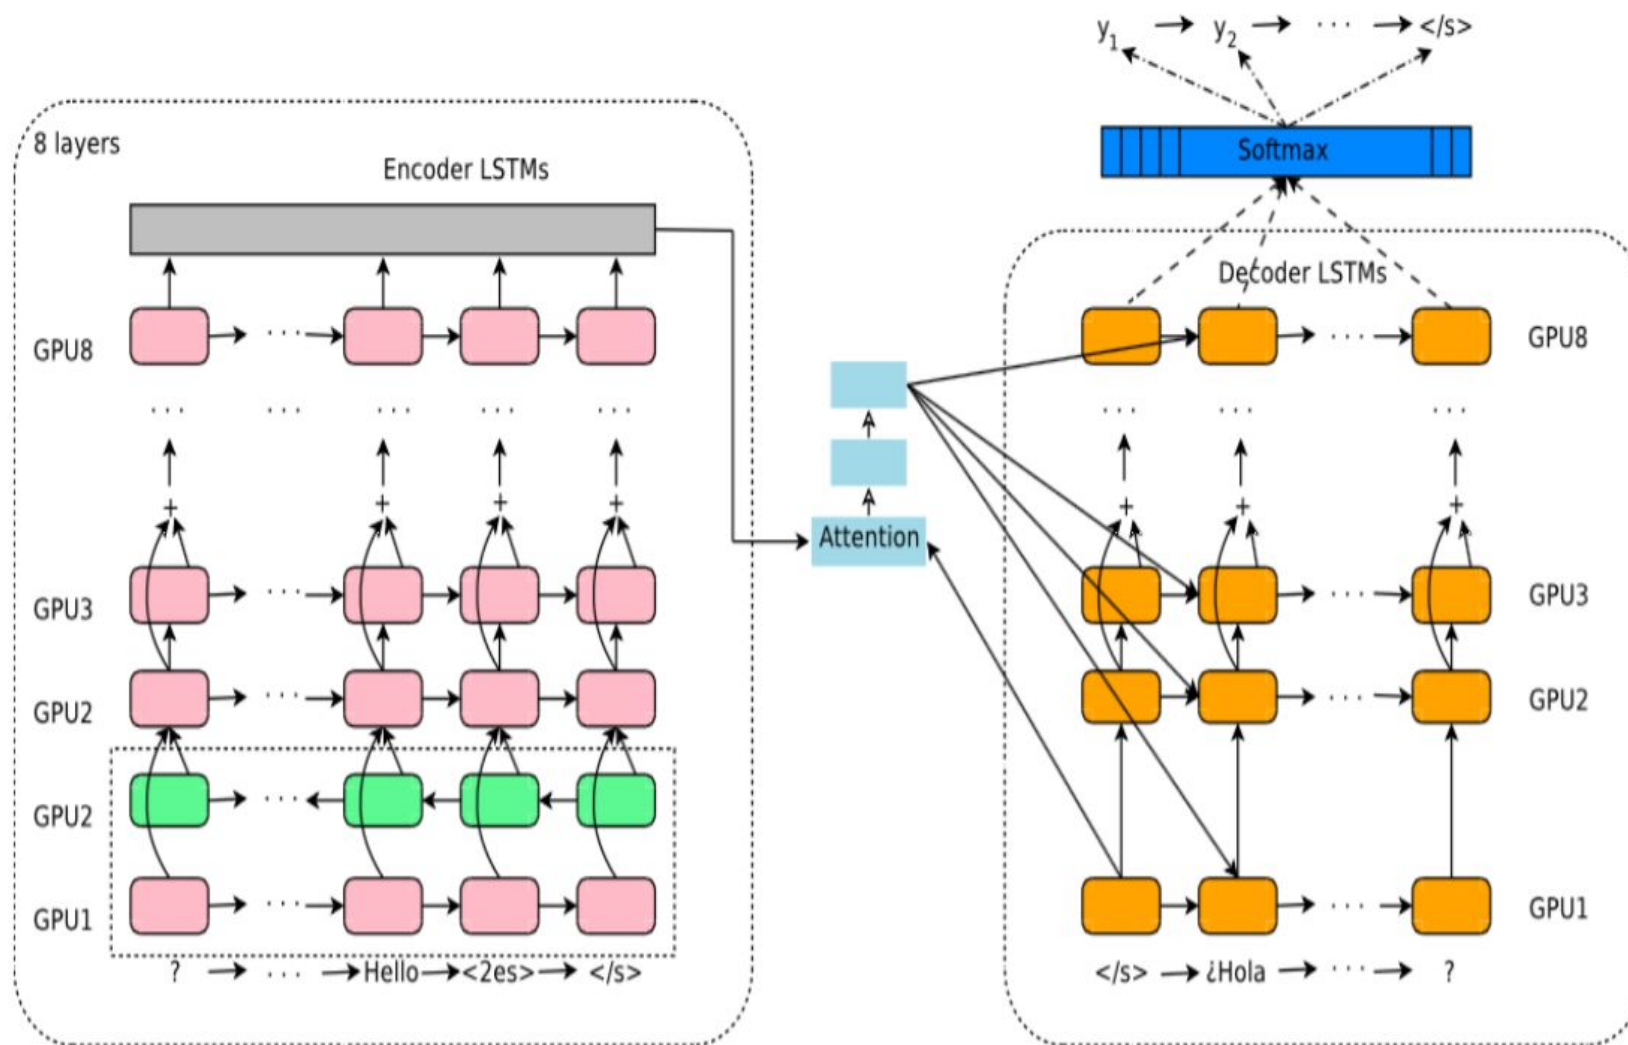 y1 y2 ... </s>
Softmax
8 layers
Encoder LSTMs
Decoder LSTMs
GPU8
...
GPU8
... ... ... ... ...
... ... ...
+ + + +
+ + +
Attention
GPU3
...
...
GPU3
GPU2
...
...
GPU2
GPU2
...
GPU1
...
...
GPU1
? ... Hello <2es> </s>
</s> ¿Hola ... ?